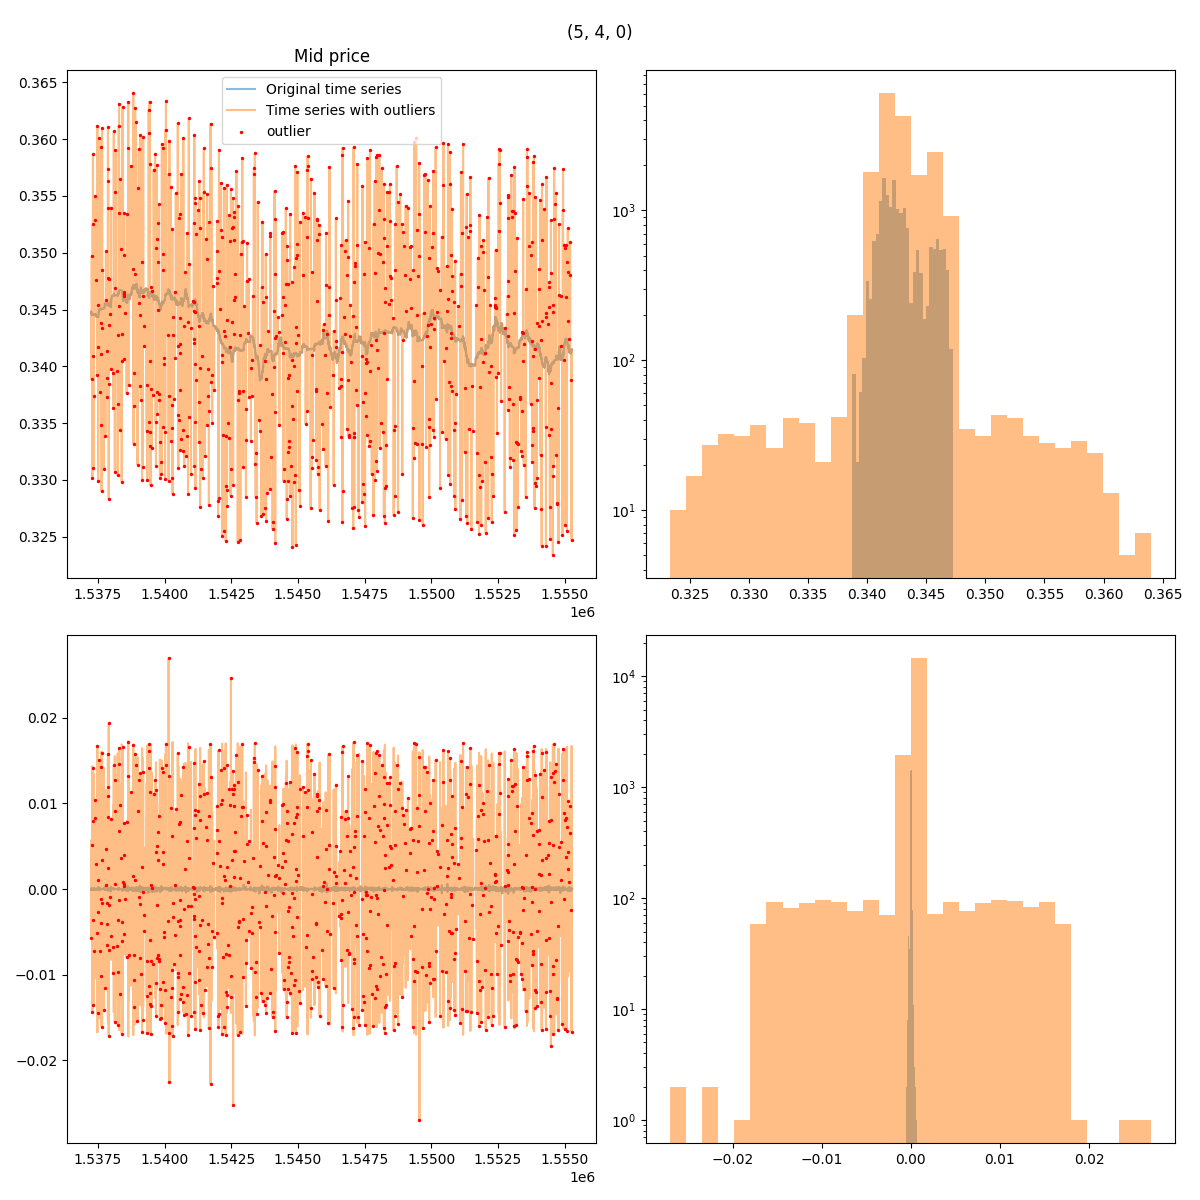 (5, 4, 0)
Mid price
Original time series
Time series with outliers
outlier
0.365
0.360
0.355
0.350
0.345
0.340
0.335
0.330
0.325
1.5375 1.5400 1.5425 1.5450 1.5475 1.5500 1.5525 1.5550
1e6
10³
10²
10¹
0.325 0.330 0.335 0.340 0.345 0.350 0.355 0.360 0.365
0.02
0.01
0.00
−0.01
−0.02
1.5375 1.5400 1.5425 1.5450 1.5475 1.5500 1.5525 1.5550
1e6
10⁴
10³
10²
10¹
10⁰
−0.02 −0.01 0.00 0.01 0.02